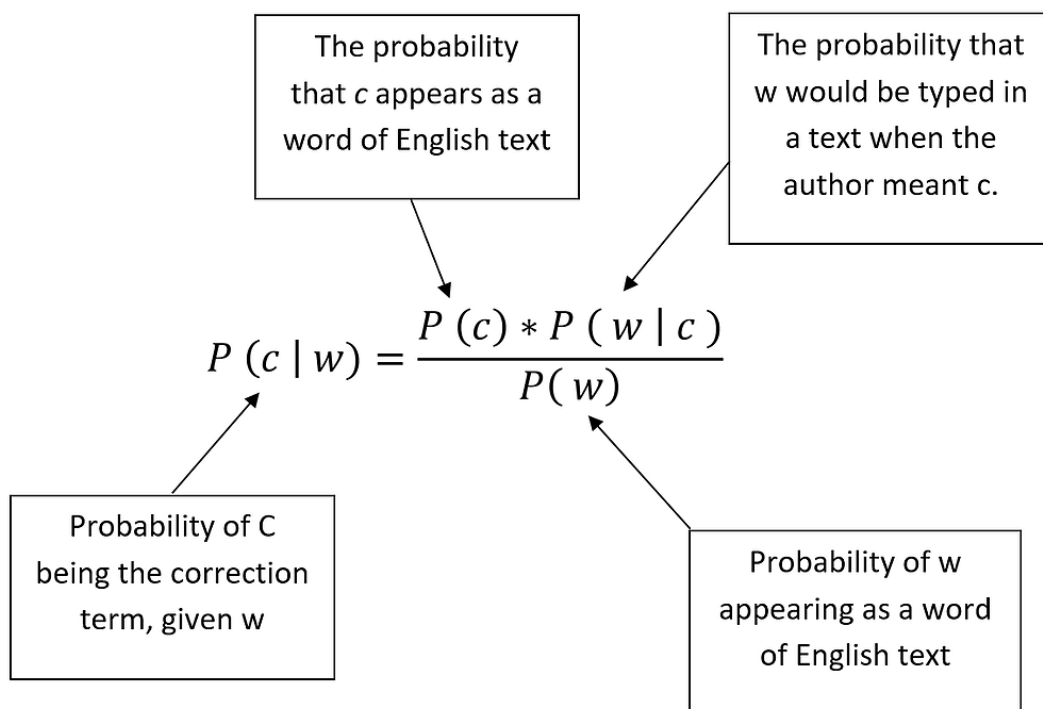 The probability
that c appears as a
word of English text
The probability that
w would be typed in
a text when the
author meant c.
P (c | w) = P (c) ∗ P ( w | c ) / P( w)
Probability of C
being the correction
term, given w
Probability of w
appearing as a word
of English text